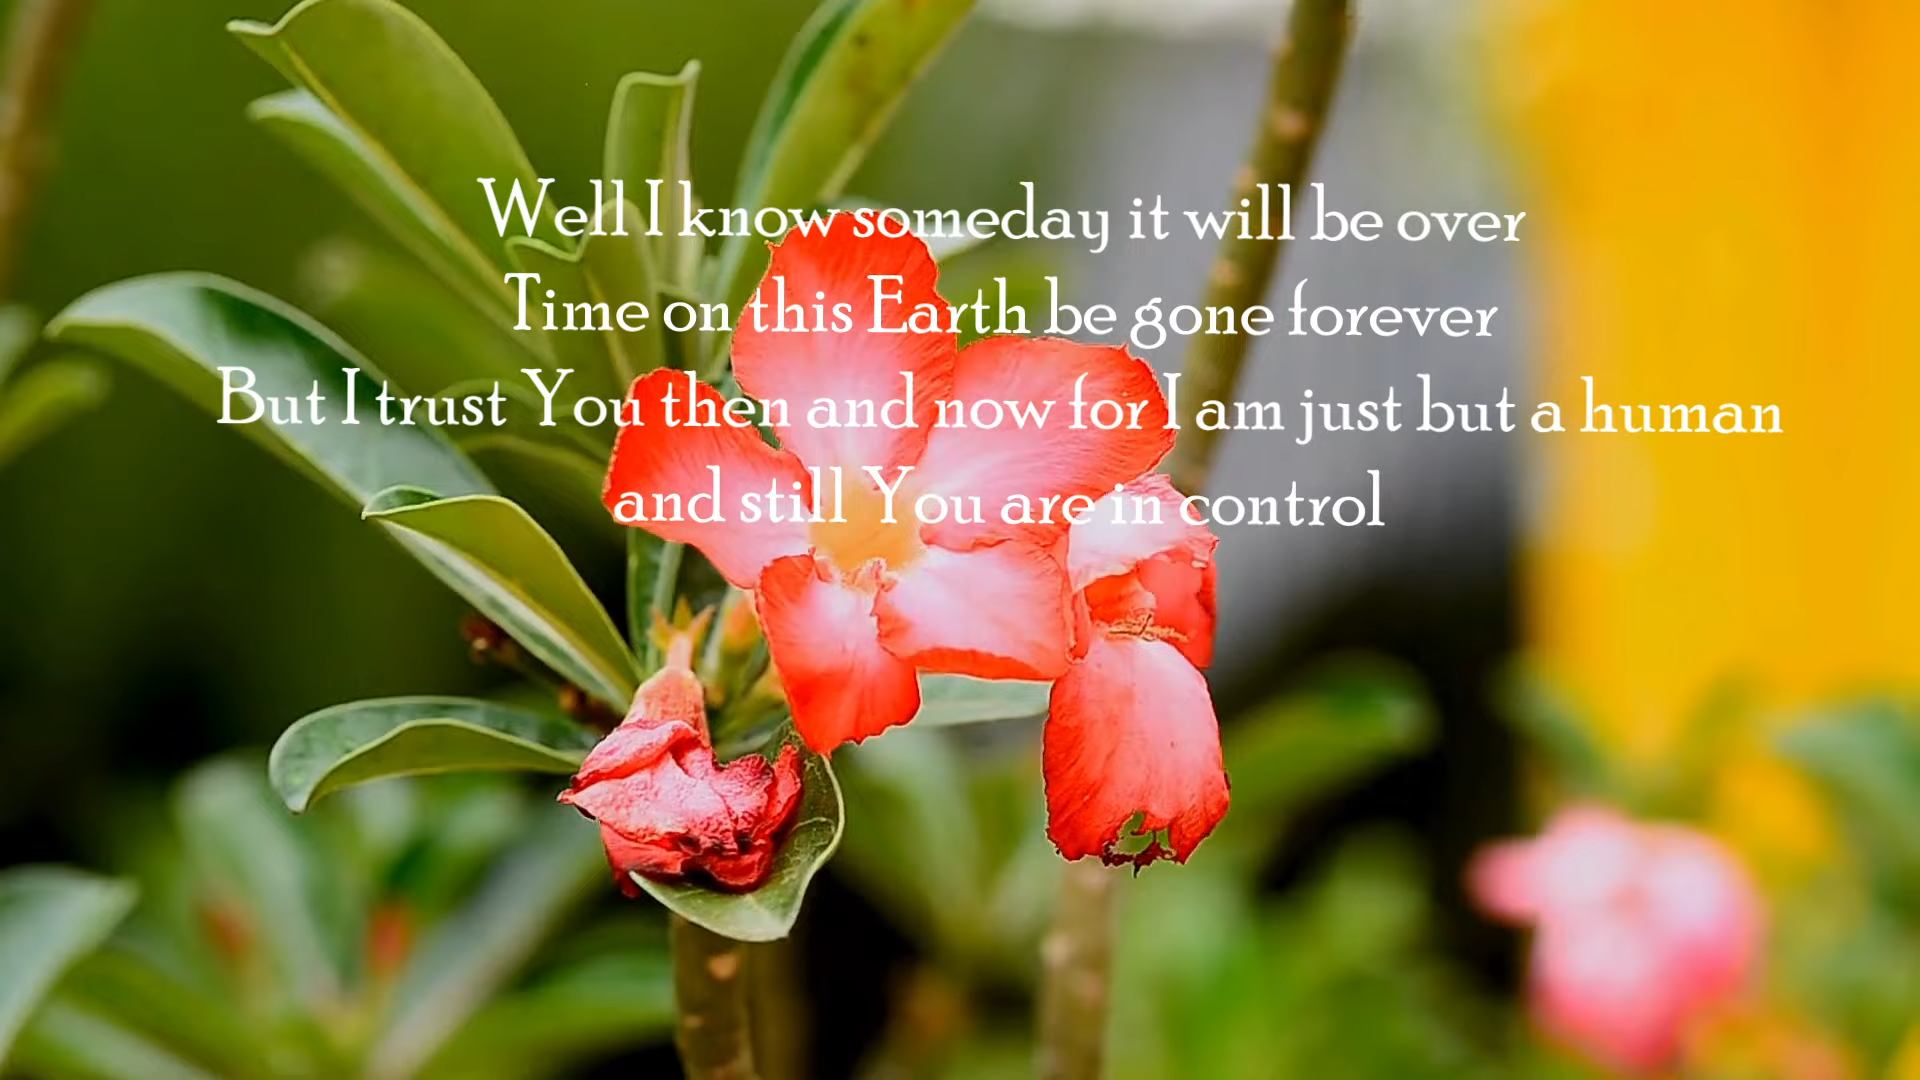 Well I know someday it will be over
Time on this Earth be gone forever
But I trust You then and now for I am just but a human
and still You are in control